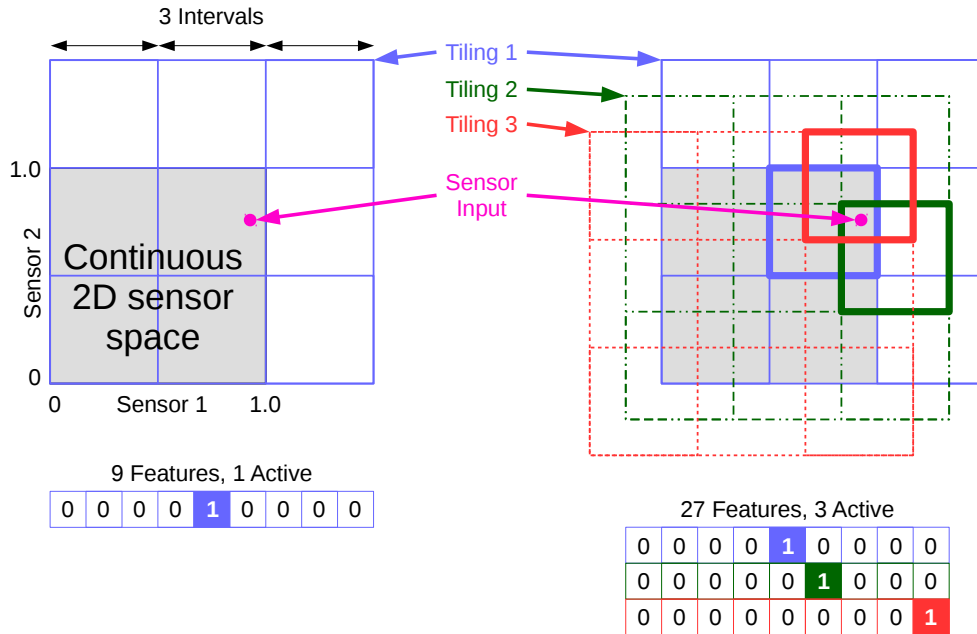 3 Intervals
Tiling 1
Tiling 2
Tiling 3
1.0
Sensor
Input
Sensor 2
Continuous
2D sensor
space
0
0
Sensor 1
1.0
9 Features, 1 Active
0 0 0 0 1 0 0 0 0
27 Features, 3 Active
0 0 0 0 1 0 0 0 0
0 0 0 0 0 1 0 0 0
0 0 0 0 0 0 0 0 1